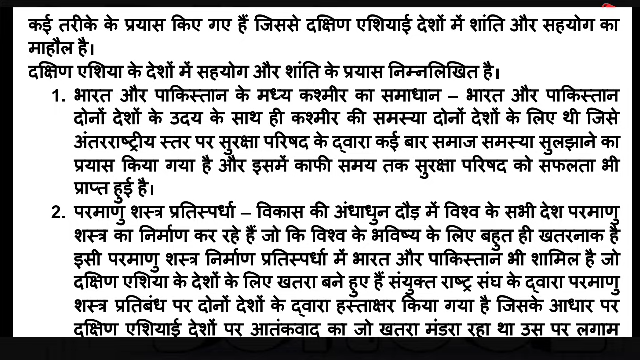 कई तरीके के प्रयास किए गए हैं जिससे दक्षिण एशियाई देशों में शांति और सहयोग का
माहौल है।
दक्षिण एशिया के देशों में सहयोग और शांति के प्रयास निम्नलिखित है।
1. भारत और पाकिस्तान के मध्य कश्मीर का समाधान – भारत और पाकिस्तान
दोनों देशों के उदय के साथ ही कश्मीर की समस्या दोनों देशों के लिए थी जिसे
अंतरराष्ट्रीय स्तर पर सुरक्षा परिषद के द्वारा कई बार समाज समस्या सुलझाने का
प्रयास किया गया है और इसमें काफी समय तक सुरक्षा परिषद को सफलता भी
प्राप्त हुई है।
2. परमाणु शस्त्र प्रतिस्पर्धा – विकास की अंधाधुन दौड़ में विश्व के सभी देश परमाणु
शस्त्र का निर्माण कर रहे हैं जो कि विश्व के भविष्य के लिए बहुत ही खतरनाक है
इसी परमाणु शस्त्र निर्माण प्रतिस्पर्धा में भारत और पाकिस्तान भी शामिल है जो
दक्षिण एशिया के देशों के लिए खतरा बने हुए हैं संयुक्त राष्ट्र संघ के द्वारा परमाणु
शस्त्र प्रतिबंध पर दोनों देशों के द्वारा हस्ताक्षर किया गया है जिसके आधार पर
दक्षिण एशियाई देशों पर आतंकवाद का जो खतरा मंडरा रहा था उस पर लगाम